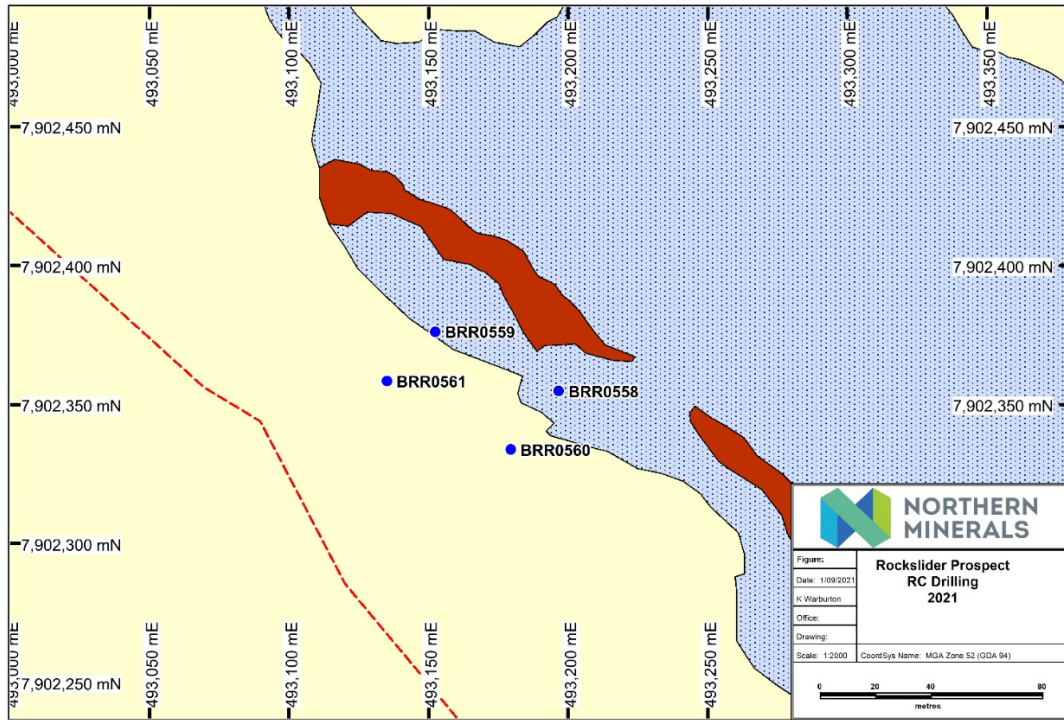 493,000 mE
493,050 mE
493,100 mE
493,150 mE
493,200 mE
493,250 mE
493,300 mE
493,350 mE
7,902,450 mN
7,902,450 mN
7,902,400 mN
7,902,400 mN
BRR0559
BRR0561
BRR0558
7,902,350 mN
7,902,350 mN
BRR0560
7,902,300 mN
7,902,250 mN
493,000 mE
493,050 mE
493,100 mE
493,150 mE
493,200 mE
493,250 mE
NORTHERN
MINERALS
Figure:
Date: 1/09/2021
K Warburton
Office:
Drawing:
Scale: 1:2000
Rockslider Prospect
RC Drilling
2021
CoordSys Name: MGA Zone 52 (GDA 94)
0 20 40 80
metres